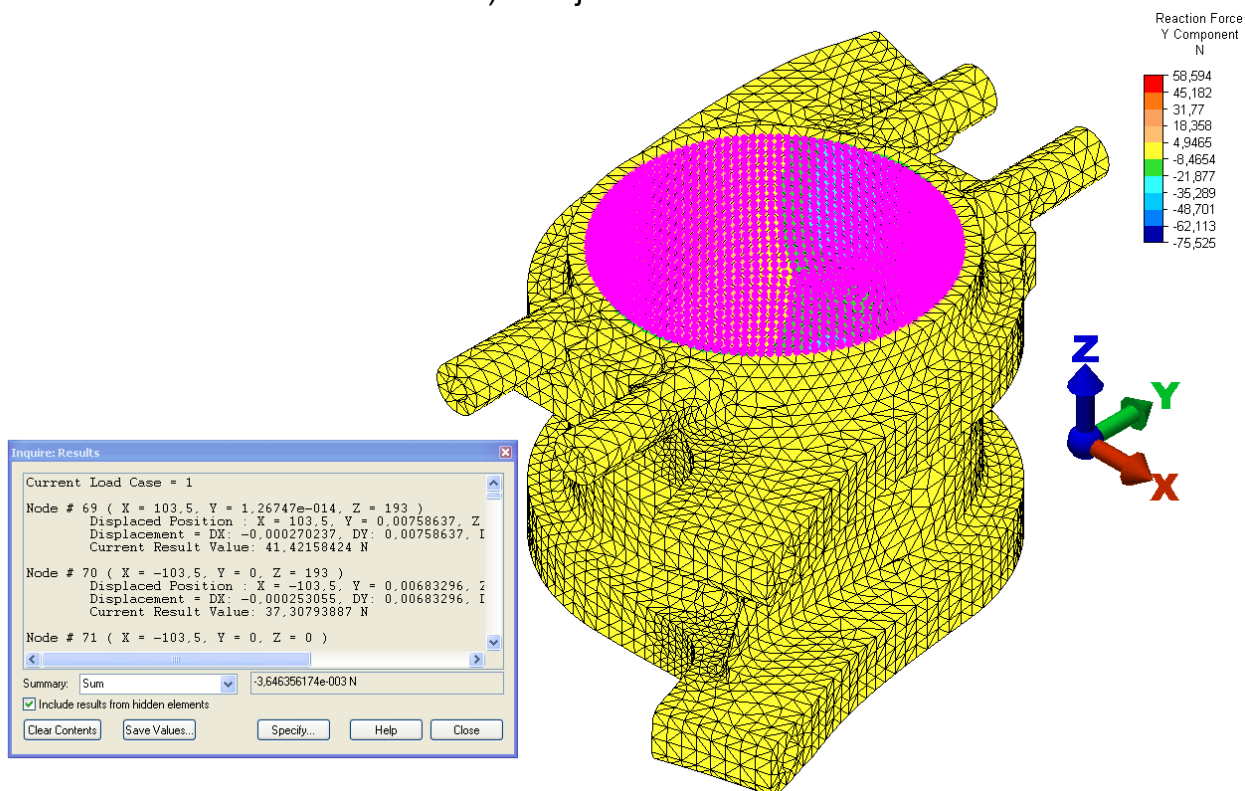 Reaction Force
Y Component
N
58,594
45,182
31,77
18,358
4,9465
-8,4654
-21,877
-35,289
-48,701
-62,113
-75,525
Z
Y
X
Inquire: Results
Current Load Case = 1
Node # 69 ( X = 103,5, Y = 1,26747e-014, Z = 193 )
Displaced Position : X = 103,5, Y = 0,00758637, Z
Displacement = DX: -0,000270237, DY: 0,00758637, I
Current Result Value: 41,42158424 N
Node # 70 ( X = -103,5, Y = 0, Z = 193 )
Displaced Position : X = -103,5, Y = 0,00683296, Z
Displacement = DX: -0,000253055, DY: 0,00683296, I
Current Result Value: 37,30793887 N
Node # 71 ( X = -103,5, Y = 0, Z = 0 )
Summary: Sum -3,646356174e-003 N
Include results from hidden elements
Clear Contents Save Values... Specify... Help Close